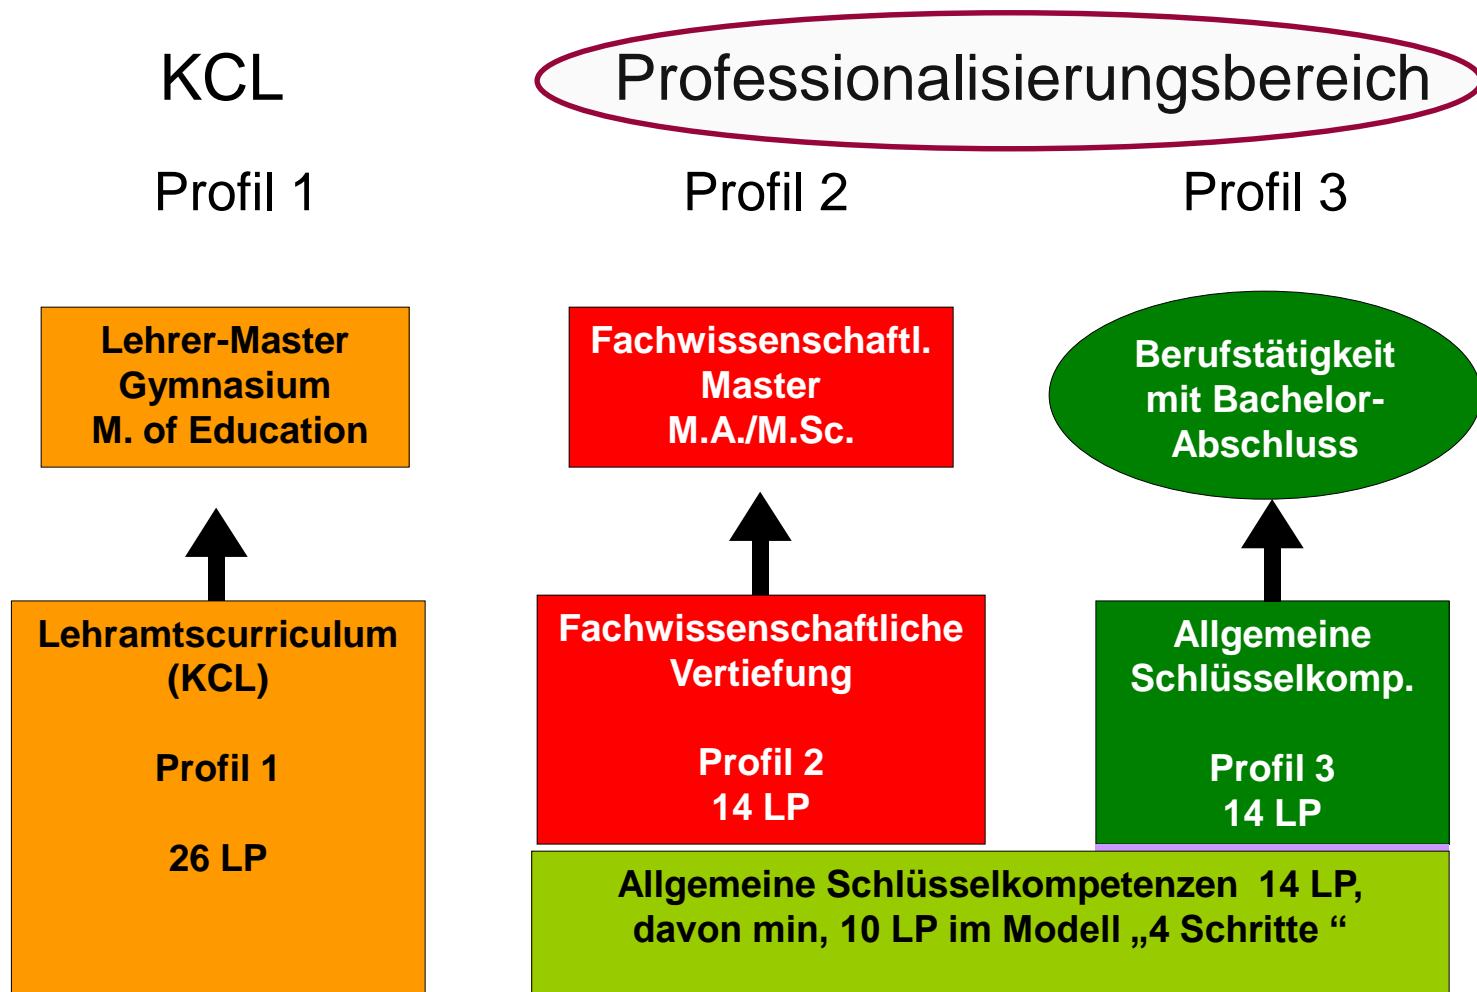 KCL
Professionalisierungsbereich
Profil 1
Profil 2
Profil 3
Lehrer-Master
Gymnasium
M. of Education
Fachwissenschaftl.
Master
M.A./M.Sc.
Berufstätigkeit
mit Bachelor-
Abschluss
Lehramtscurriculum
(KCL)
Profil 1
26 LP
Fachwissenschaftliche
Vertiefung
Profil 2
14 LP
Allgemeine
Schlüsselkomp.
Profil 3
14 LP
Allgemeine Schlüsselkompetenzen  14 LP,
davon min, 10 LP im Modell „4 Schritte “